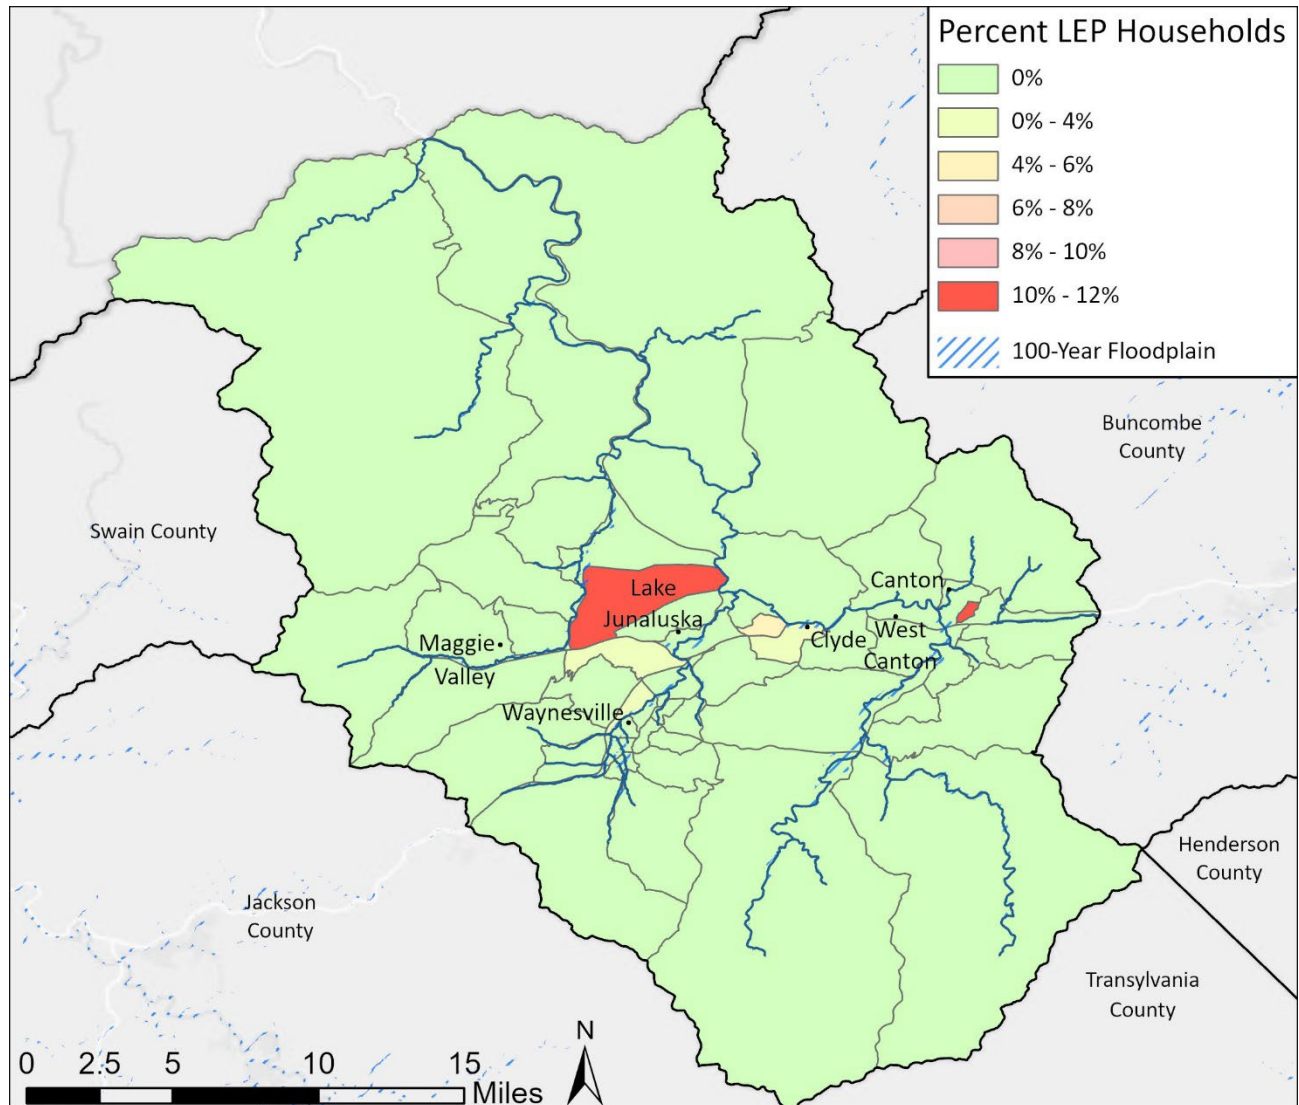 Percent LEP Households
0%
0% - 4%
4% - 6%
6% - 8%
8% - 10%
10% - 12%
100-Year Floodplain
Buncombe
County
Swain County
Lake
Junaluska
Canton
Maggie
Valley
Clyde
West
Canton
Waynesville
Henderson
County
Jackson
County
Transylvania
County
N
0 2.5 5 10 15
Miles